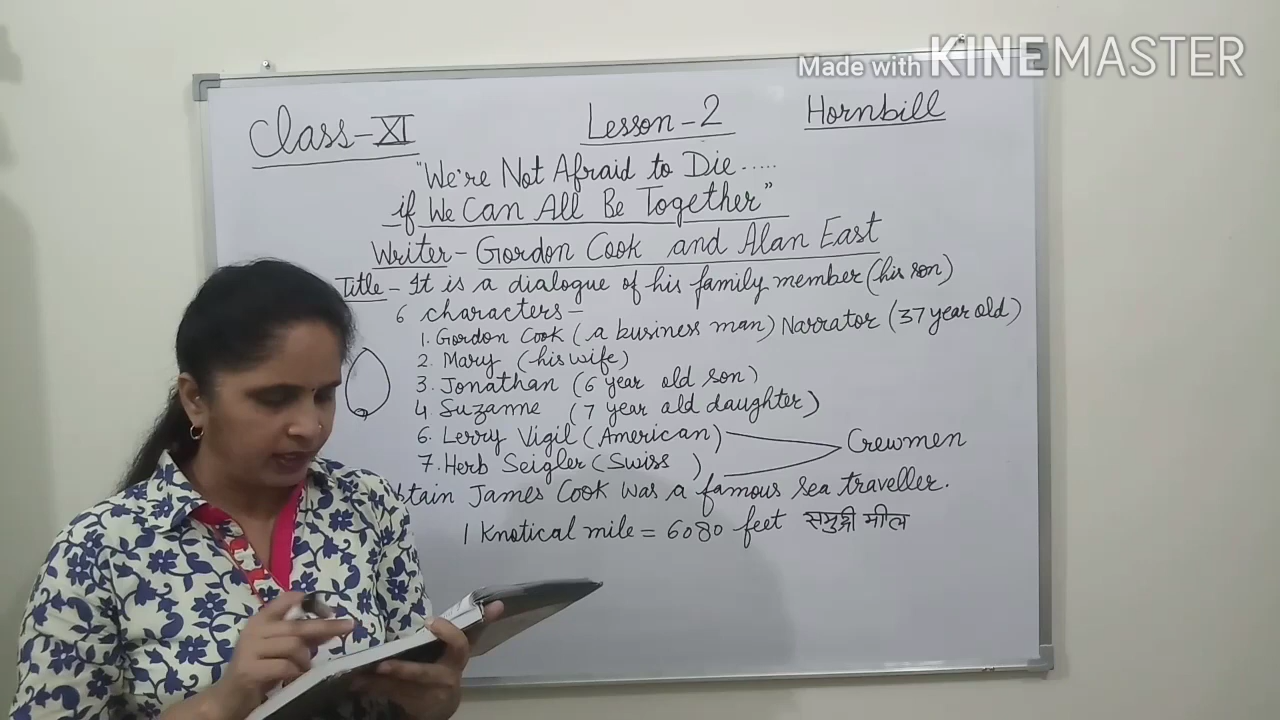 Made with KINEMASTER
Class-XI Lesson-2 Hornbill
"We're Not Afraid to Die.....
if We Can All Be Together"
Writer- Gordon Cook and Alan East
Title- It is a dialogue of his family member (his son)
6 characters-
1. Gordon Cook (a business man) Narrator (37 year old)
2. Mary (his wife)
3. Jonathan (6 year old son)
4. Suzanne (7 year old daughter)
6. Lerry Vigil (American) Crewmen
7. Herb Seigler (Swiss )
James Cook was a famous sea traveller.
1 Knotical mile = 6080 feet समुद्री मील